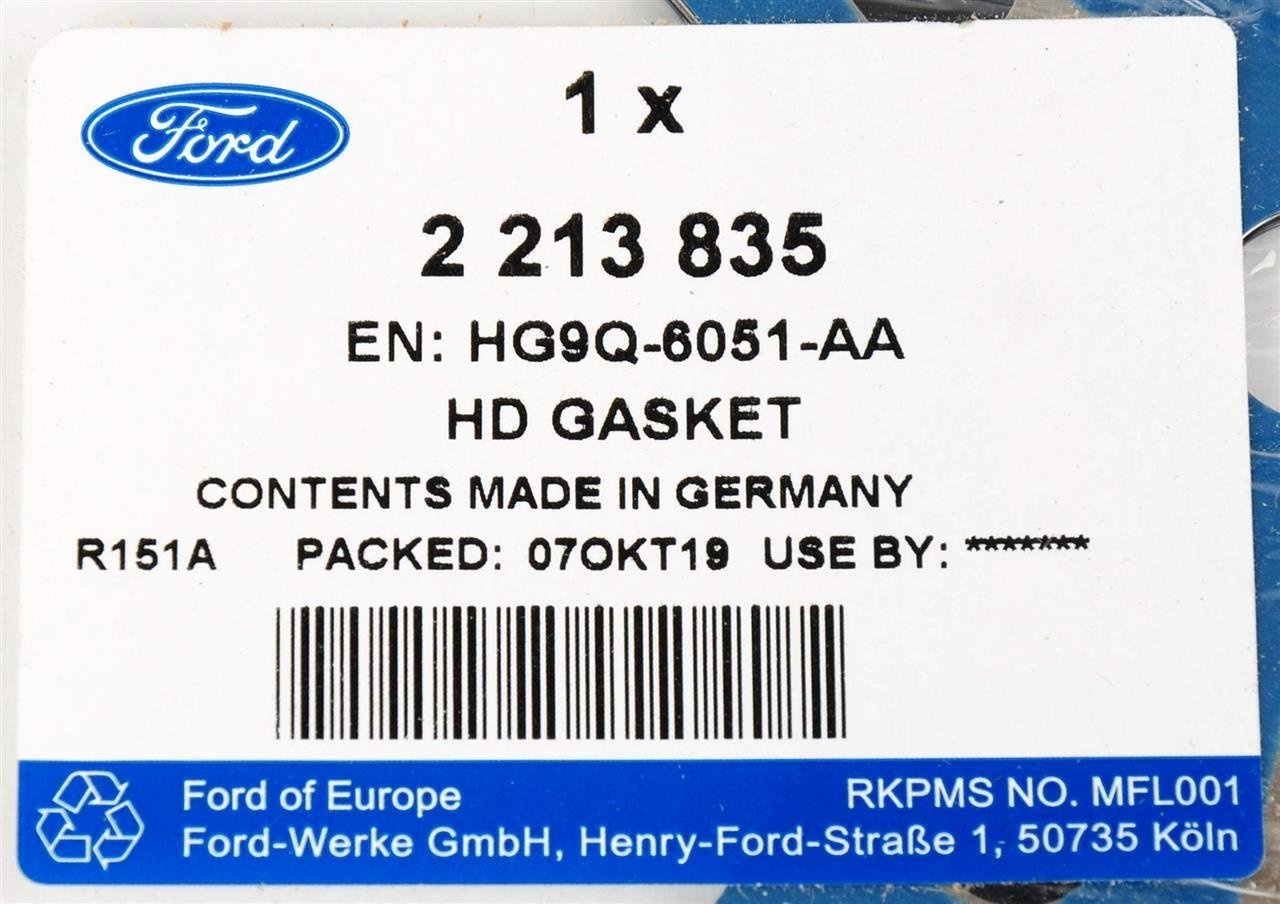 Ford
1 x
2 213 835
EN: HG9Q-6051-AA
HD GASKET
CONTENTS MADE IN GERMANY
R151A PACKED: 07OKT19 USE BY: *******
Ford of Europe RKPMS NO. MFL001
Ford-Werke GmbH, Henry-Ford-Straße 1, 50735 Köln